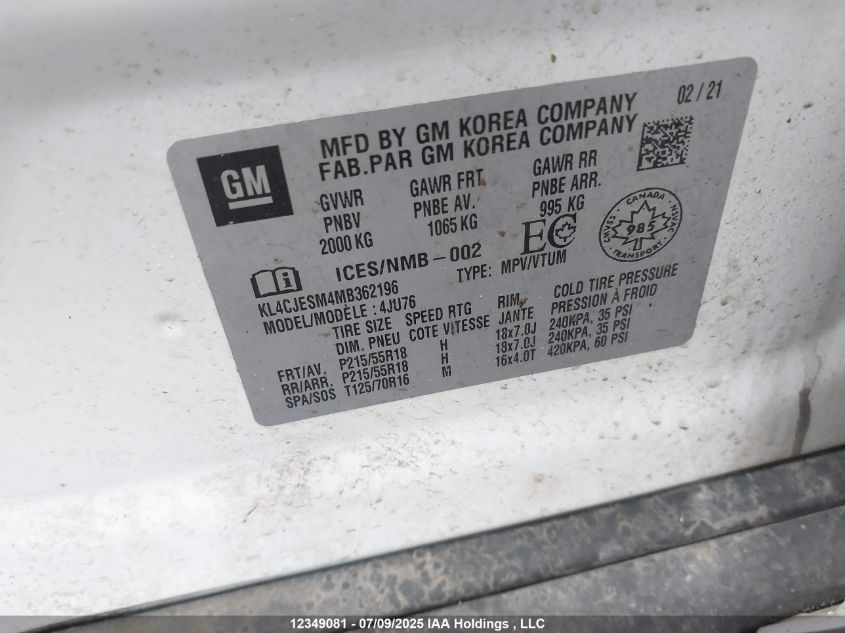 02/21
MFD BY GM KOREA COMPANY
FAB.PAR GM KOREA COMPANY
GM
GVWR GAWR FRT GAWR RR
PNBV PNBE AV. PNBE ARR.
2000 KG 1065 KG 995 KG
EC
CANADA
985
TRANSPORT
NSVAC
SSAMNS
i ICES/NMB-002
KL4CJESM4MB362196 TYPE: MPV/VTUM
MODEL/MODÈLE: 4JU76
TIRE SIZE SPEED RTG RIM COLD TIRE PRESSURE
DIM. PNEU COTE VITESSE JANTE PRESSION À FROID
FRT/AV. P215/55R18 H 18x7.0J 240KPA, 35 PSI
RR/ARR. P215/55R18 H 18x7.0J 240KPA, 35 PSI
SPA/SOS T125/70R16 M 16x4.0T 420KPA, 60 PSI
12349081 - 07/09/2025 IAA Holdings, LLC